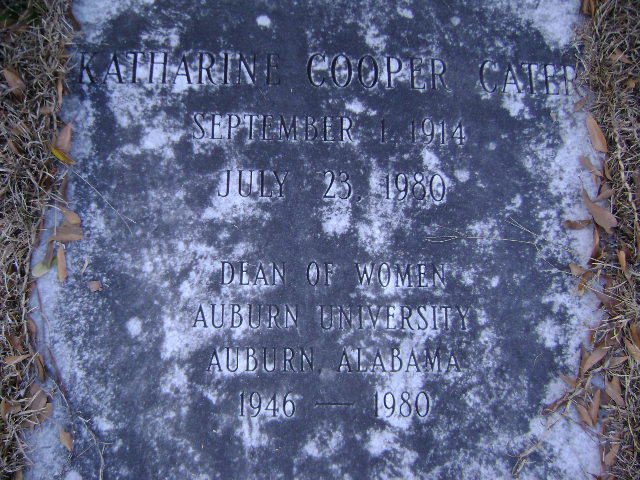 KATHARINE COOPER CATER
SEPTEMBER 1, 1914
JULY 23, 1980
DEAN OF WOMEN
AUBURN UNIVERSITY
AUBURN, ALABAMA
1946 — 1980